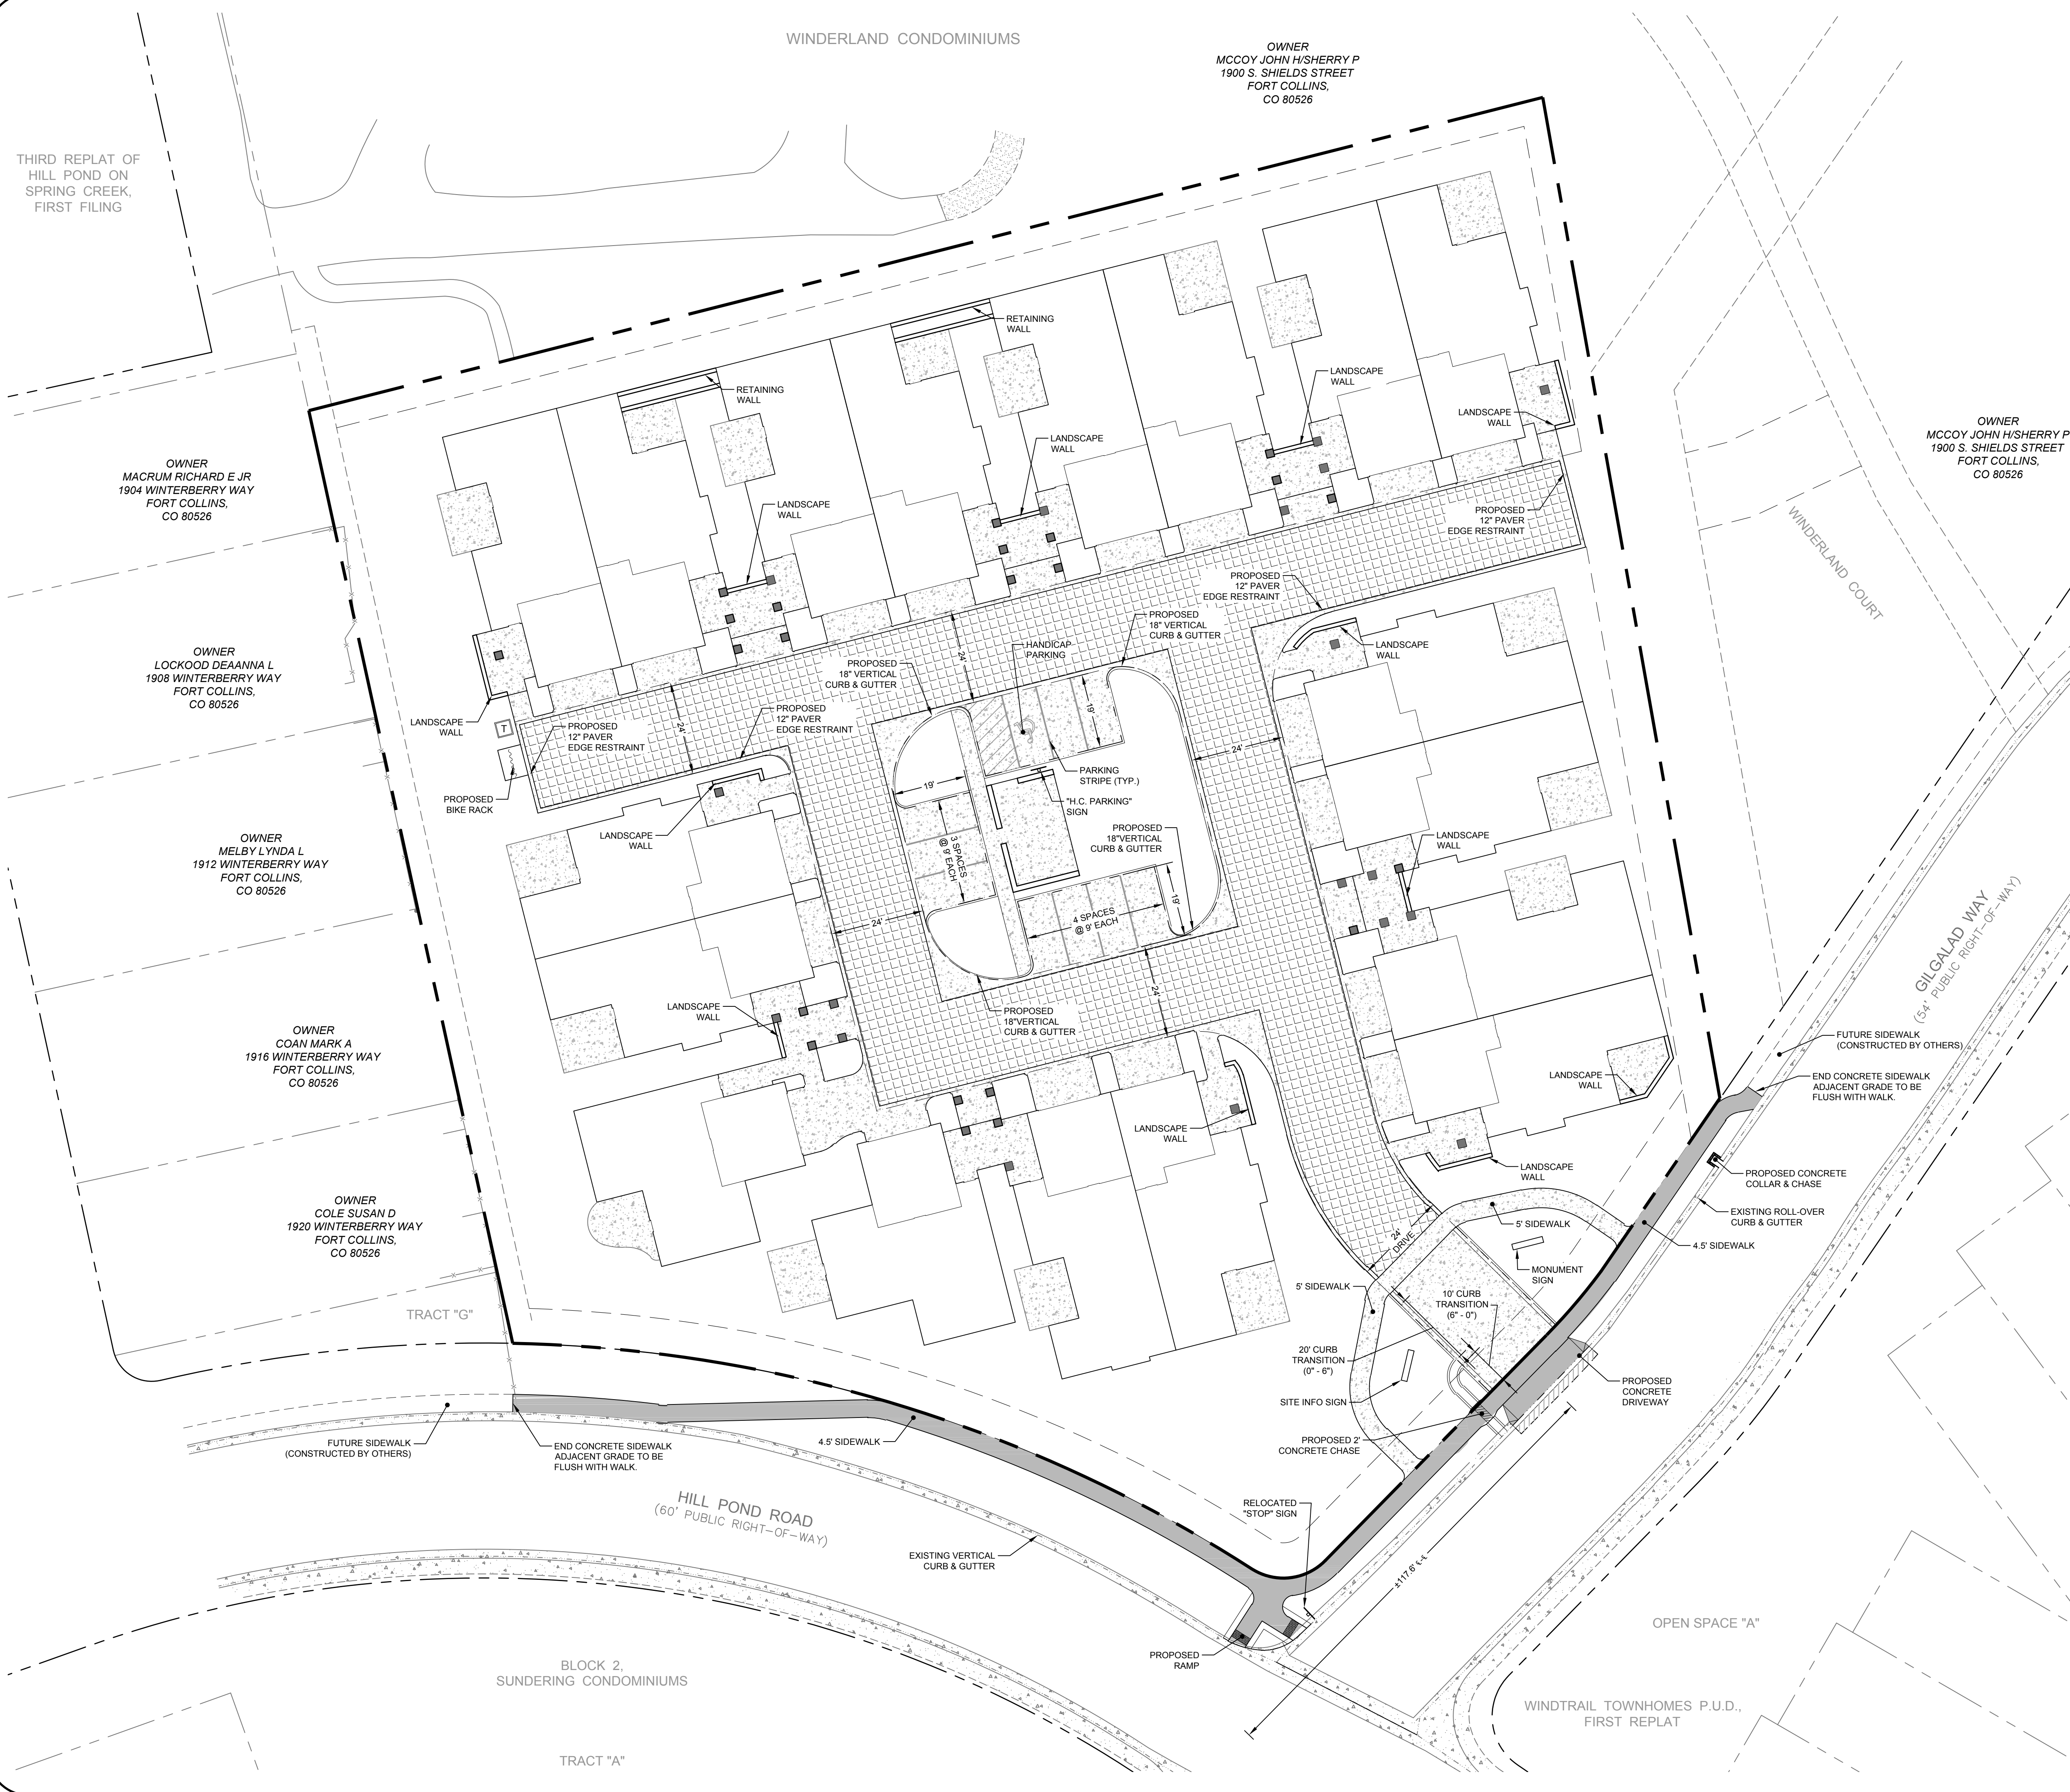 WINDERLAND CONDOMINIUMS
OWNER
MCCOY JOHN H/SHERRY P
1900 S. SHIELDS STREET
FORT COLLINS,
CO 80526
THIRD REPLAT OF
HILL POND ON
SPRING CREEK,
FIRST FILING
RETAINING
WALL
RETAINING
WALL
LANDSCAPE
WALL
LANDSCAPE
WALL
OWNER
MCCOY JOHN H/SHERRY P
1900 S. SHIELDS STREET
FORT COLLINS,
CO 80526
LANDSCAPE
WALL
OWNER
MACRUM RICHARD E JR
1904 WINTERBERRY WAY
FORT COLLINS,
CO 80526
LANDSCAPE
WALL
PROPOSED
12" PAVER
EDGE RESTRAINT
WINDERLAND COURT
PROPOSED
12" PAVER
EDGE RESTRAINT
PROPOSED
18" VERTICAL
CURB & GUTTER
HANDICAP
PARKING
LANDSCAPE
WALL
OWNER
LOCKOOD DEAANNA L
1908 WINTERBERRY WAY
FORT COLLINS,
CO 80526
24'
PROPOSED
18" VERTICAL
CURB & GUTTER
LANDSCAPE
WALL
T
PROPOSED
12" PAVER
EDGE RESTRAINT
24'
PROPOSED
12" PAVER
EDGE RESTRAINT
19'
24'
PARKING
STRIPE (TYP.)
19'
"H.C. PARKING"
SIGN
PROPOSED
BIKE RACK
LANDSCAPE
WALL
PROPOSED
18"VERTICAL
CURB & GUTTER
LANDSCAPE
WALL
OWNER
MELBY LYNDA L
1912 WINTERBERRY WAY
FORT COLLINS,
CO 80526
3 SPACES
@ 9' EACH
19'
4 SPACES
@ 9' EACH
24'
GILGALAD WAY
(54' PUBLIC RIGHT-OF-WAY)
LANDSCAPE
WALL
24'
PROPOSED
18"VERTICAL
CURB & GUTTER
OWNER
COAN MARK A
1916 WINTERBERRY WAY
FORT COLLINS,
CO 80526
FUTURE SIDEWALK
(CONSTRUCTED BY OTHERS)
LANDSCAPE
WALL
END CONCRETE SIDEWALK
ADJACENT GRADE TO BE
FLUSH WITH WALK.
LANDSCAPE
WALL
LANDSCAPE
WALL
PROPOSED CONCRETE
COLLAR & CHASE
OWNER
COLE SUSAN D
1920 WINTERBERRY WAY
FORT COLLINS,
CO 80526
EXISTING ROLL-OVER
CURB & GUTTER
5' SIDEWALK
4.5' SIDEWALK
24'
DRIVE
MONUMENT
SIGN
5' SIDEWALK
10' CURB
TRANSITION
(6" - 0")
TRACT "G"
20' CURB
TRANSITION
(0" - 6")
PROPOSED
CONCRETE
DRIVEWAY
SITE INFO SIGN
FUTURE SIDEWALK
(CONSTRUCTED BY OTHERS)
END CONCRETE SIDEWALK
ADJACENT GRADE TO BE
FLUSH WITH WALK.
4.5' SIDEWALK
PROPOSED 2'
CONCRETE CHASE
HILL POND ROAD
(60' PUBLIC RIGHT-OF-WAY)
RELOCATED
"STOP" SIGN
EXISTING VERTICAL
CURB & GUTTER
±117.6' ℄-℄
OPEN SPACE "A"
PROPOSED
RAMP
BLOCK 2,
SUNDERING CONDOMINIUMS
WINDTRAIL TOWNHOMES P.U.D.,
FIRST REPLAT
TRACT "A"